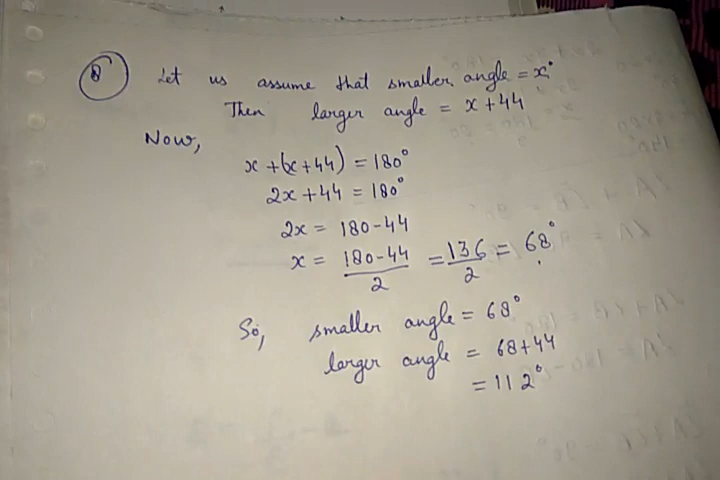 8 Let us assume that smaller angle = x°
Then larger angle = x + 44
Now,
x + (x + 44) = 180°
2x + 44 = 180°
2x = 180 - 44
x = 180 - 44 / 2 = 136 / 2 = 68°
So, smaller angle = 68°
larger angle = 68 + 44
= 112°